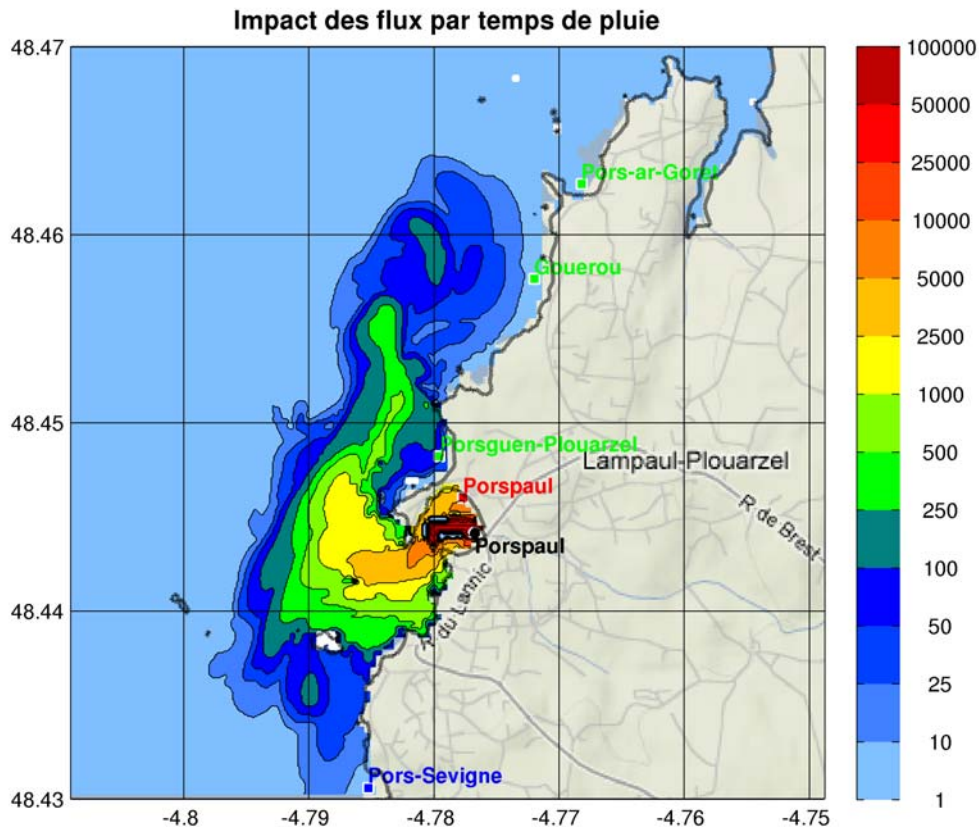 Impact des flux par temps de pluie
48.47
48.46
48.45
48.44
48.43
-4.8
-4.79
-4.78
-4.77
-4.76
-4.75
Pors-ar-Gorel
Gouerou
Porsguen-Plouarzel
Lampaul-Plouarzel
Porspaul
Porspaul
R de Brest
R du Lannic
Pors-Sevigne
100000
50000
25000
10000
5000
2500
1000
500
250
100
50
25
10
1